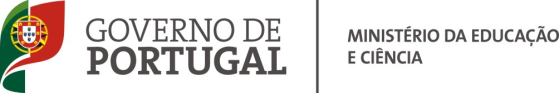 GOVERNO DE
PORTUGAL
MINISTÉRIO DA EDUCAÇÃO
E CIÊNCIA